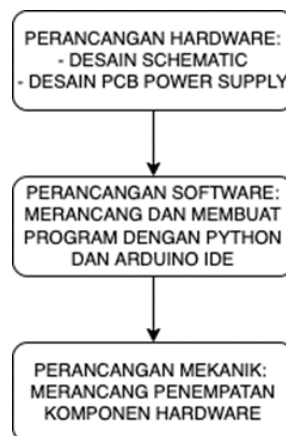 PERANCANGAN HARDWARE:
- DESAIN SCHEMATIC
- DESAIN PCB POWER SUPPLY
PERANCANGAN SOFTWARE:
MERANCANG DAN MEMBUAT
PROGRAM DENGAN PYTHON
DAN ARDUINO IDE
PERANCANGAN MEKANIK:
MERANCANG PENEMPATAN
KOMPONEN HARDWARE